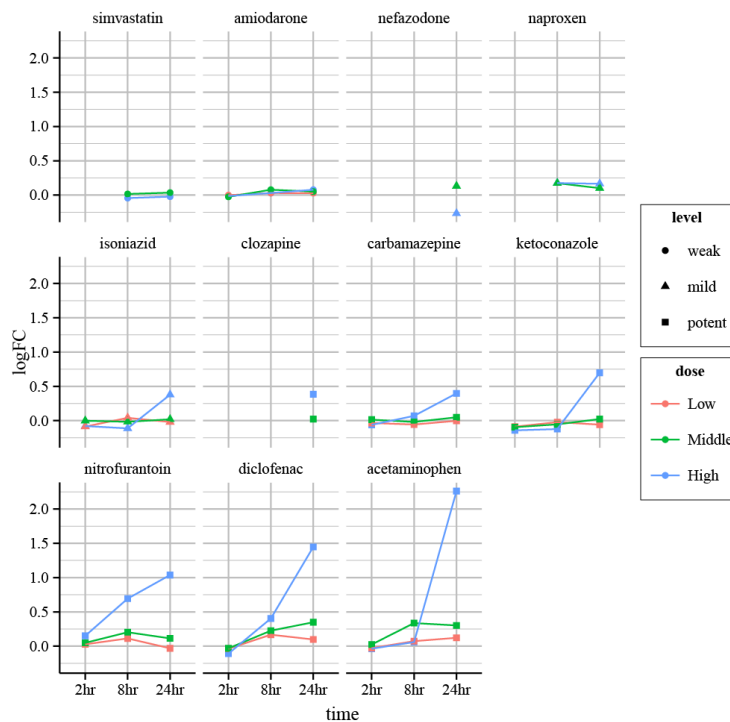 simvastatin amiodarone nefazodone naproxen
2.0
1.5
1.0
0.5
0.0
level
weak
mild
potent
isoniazid clozapine carbamazepine ketoconazole
2.0
1.5
1.0
0.5
0.0
logFC
dose
Low
Middle
High
nitrofurantoin diclofenac acetaminophen
2.0
1.5
1.0
0.5
0.0
2hr 8hr 24hr 2hr 8hr 24hr 2hr 8hr 24hr
time